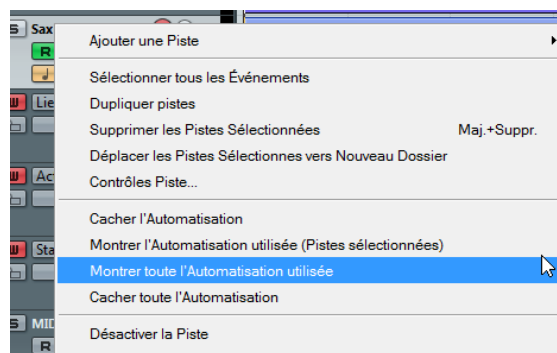 S Sax
R
Ajouter une Piste
Sélectionner tous les Événements
W Lie
Dupliquer pistes
Supprimer les Pistes Sélectionnées Maj.+Suppr.
Déplacer les Pistes Sélectionnes vers Nouveau Dossier
W Ac
Contrôles Piste...
Cacher l'Automatisation
Montrer l'Automatisation utilisée (Pistes sélectionnées)
W Sta
Montrer toute l'Automatisation utilisée
Cacher toute l'Automatisation
S MID
Désactiver la Piste
R